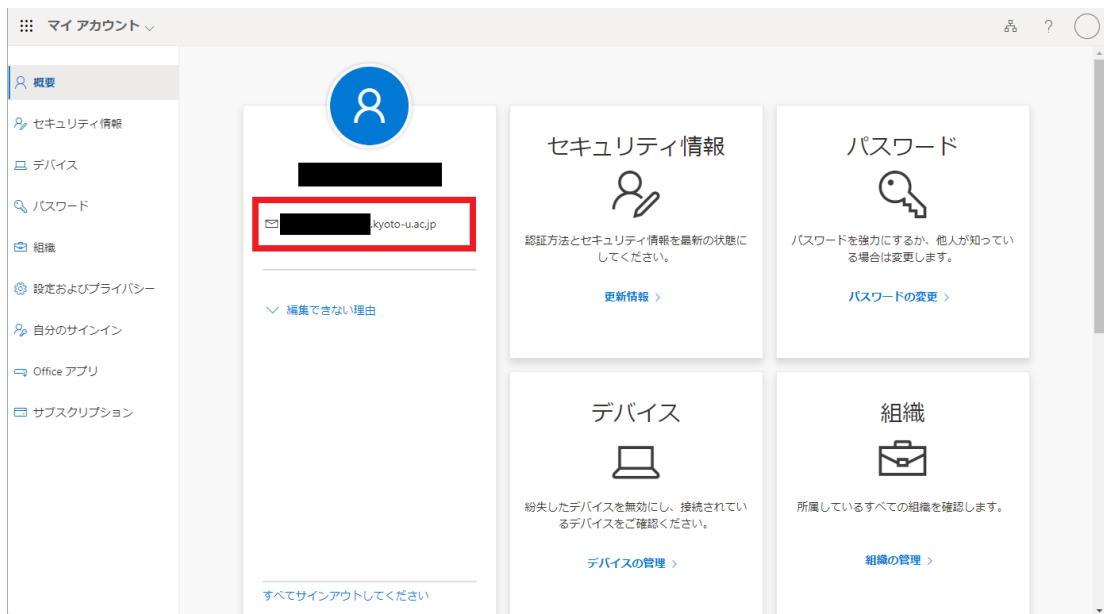 マイ アカウント
?
概要
セキュリティ情報
デバイス
パスワード
組織
設定およびプライバシー
自分のサインイン
Office アプリ
サブスクリプション
.kyoto-u.ac.jp
編集できない理由
すべてサインアウトしてください
セキュリティ情報
認証方法とセキュリティ情報を最新の状態に
してください。
更新情報
パスワード
パスワードを強力にするか、他人が知ってい
る場合は変更します。
パスワードの変更
デバイス
紛失したデバイスを無効にし、接続されてい
るデバイスをご確認ください。
デバイスの管理
組織
所属しているすべての組織を確認します。
組織の管理